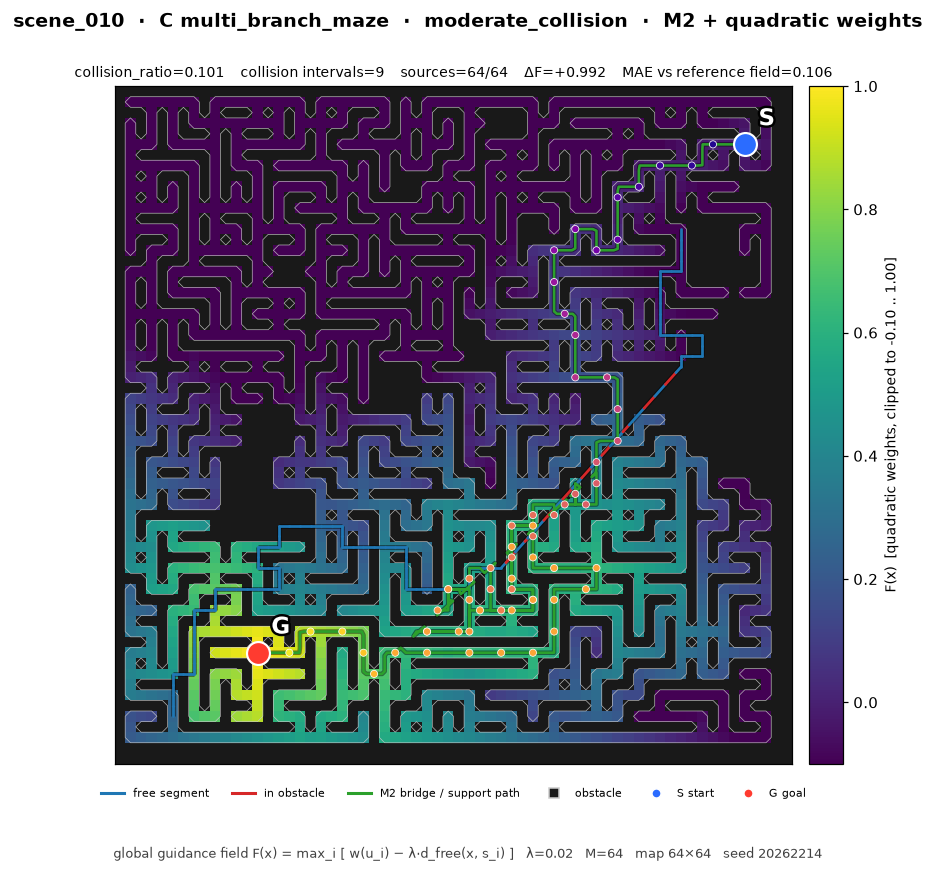 scene_010 · C multi_branch_maze · moderate_collision · M2 + quadratic weights
collision_ratio=0.101 collision intervals=9 sources=64/64 ΔF=+0.992 MAE vs reference field=0.106
S
G
1.0
0.8
0.6
0.4
0.2
0.0
F(x) [quadratic weights, clipped to -0.10 .. 1.00]
free segment in obstacle M2 bridge / support path obstacle S start G goal
global guidance field F(x) = max_i [ w(u_i) − λ·d_free(x, s_i) ] λ=0.02 M=64 map 64×64 seed 20262214